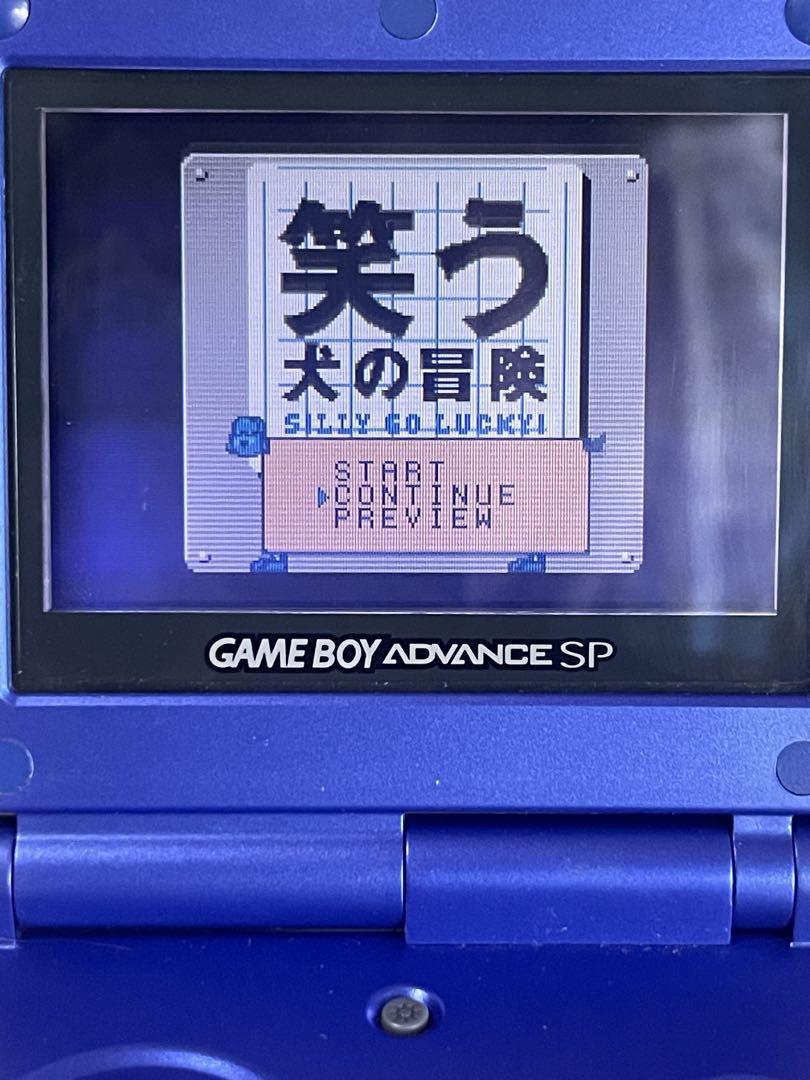 笑う
犬の冒険
SILLY GO LUCKY!
START
CONTINUE
PREVIEW
GAME BOY ADVANCE SP